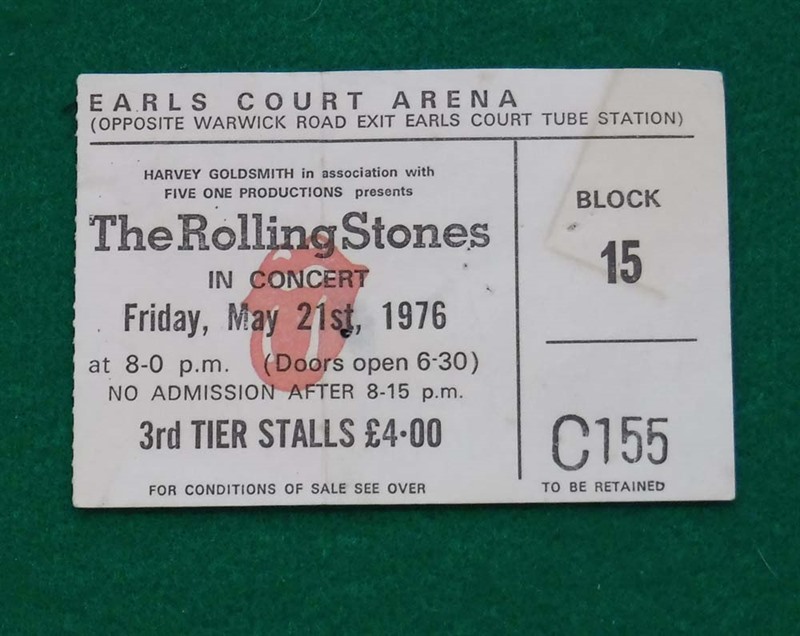 EARLS COURT ARENA
(OPPOSITE WARWICK ROAD EXIT EARLS COURT TUBE STATION)
HARVEY GOLDSMITH in association with
FIVE ONE PRODUCTIONS presents
The Rolling Stones
IN CONCERT
Friday, May 21st, 1976
at 8-0 p.m. (Doors open 6-30)
NO ADMISSION AFTER 8-15 p.m.
3rd TIER STALLS £4·00
FOR CONDITIONS OF SALE SEE OVER
BLOCK
15
C155
TO BE RETAINED